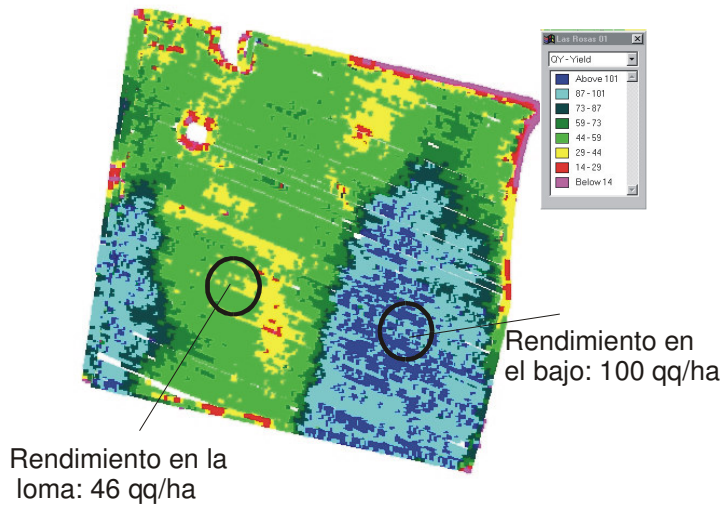 Las Rosas 01
QY - Yield
Above 101
87 - 101
73 - 87
59 - 73
44 - 59
29 - 44
14 - 29
Below 14
Rendimiento en
el bajo: 100 qq/ha
Rendimiento en la
loma: 46 qq/ha